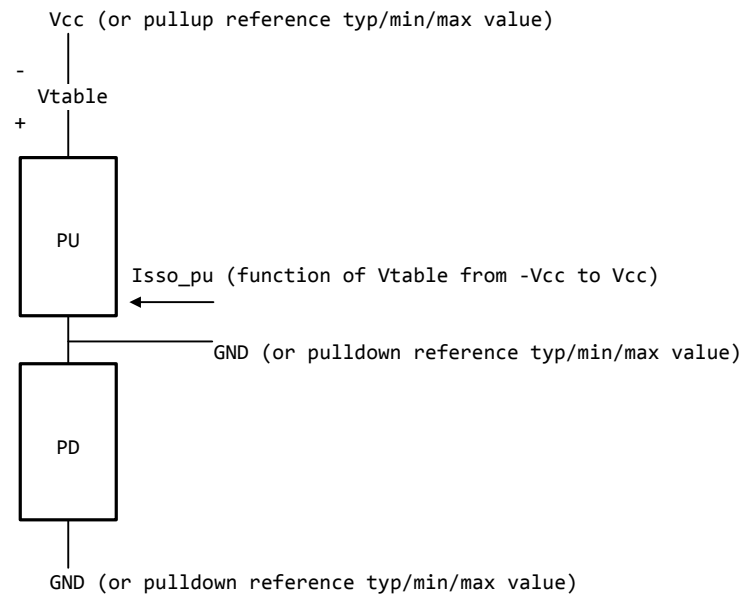 Vcc (or pullup reference typ/min/max value)
-
Vtable
+
PU
Isso_pu (function of Vtable from -Vcc to Vcc)
GND (or pulldown reference typ/min/max value)
PD
GND (or pulldown reference typ/min/max value)